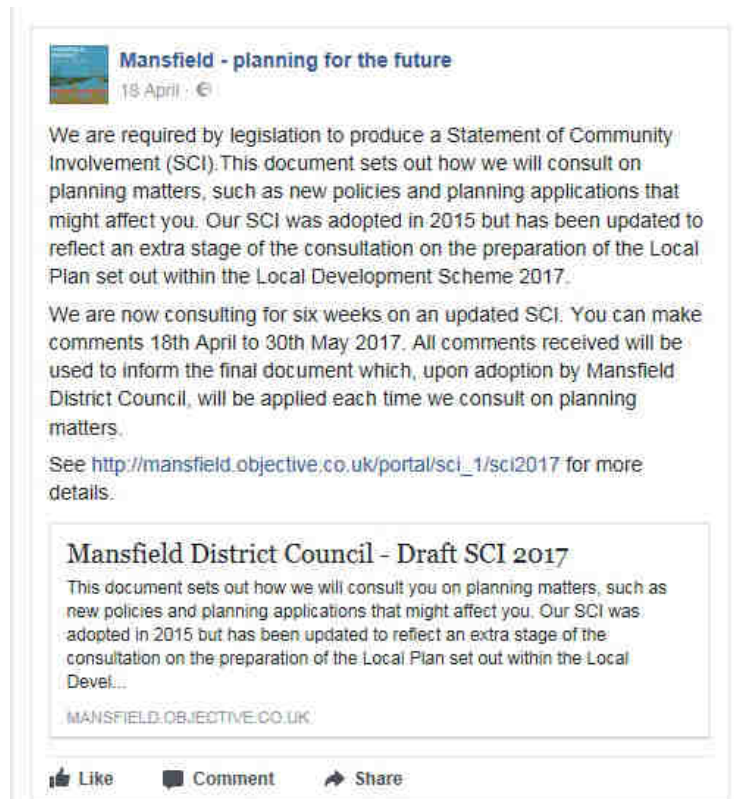 Mansfield - planning for the future
18 April ·
We are required by legislation to produce a Statement of Community
Involvement (SCI).This document sets out how we will consult on
planning matters, such as new policies and planning applications that
might affect you. Our SCI was adopted in 2015 but has been updated to
reflect an extra stage of the consultation on the preparation of the Local
Plan set out within the Local Development Scheme 2017.
We are now consulting for six weeks on an updated SCI. You can make
comments 18th April to 30th May 2017. All comments received will be
used to inform the final document which, upon adoption by Mansfield
District Council, will be applied each time we consult on planning
matters.
See http://mansfield.objective.co.uk/portal/sci_1/sci2017 for more
details.
Mansfield District Council - Draft SCI 2017
This document sets out how we will consult you on planning matters, such as
new policies and planning applications that might affect you. Our SCI was
adopted in 2015 but has been updated to reflect an extra stage of the
consultation on the preparation of the Local Plan set out within the Local
Devel...
MANSFIELD.OBJECTIVE.CO.UK
Like Comment Share